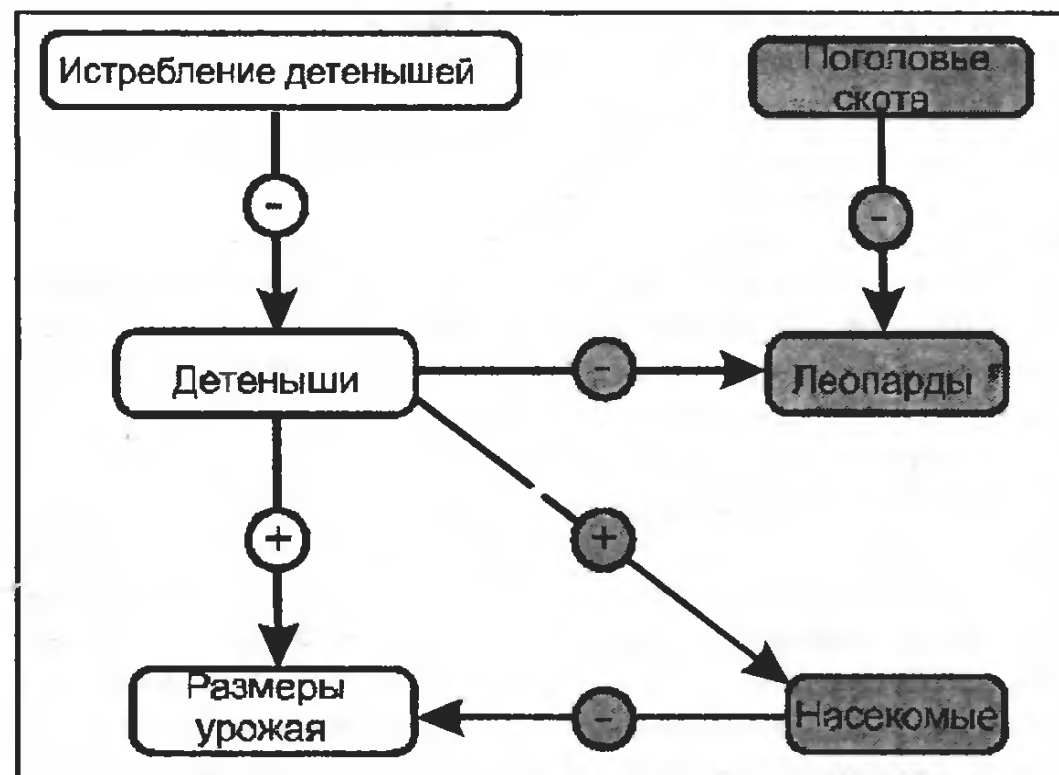 Истребление детенышей
Поголовье
скота
-
-
Детеныши
-
Леопарды
+
+
Размеры
урожая
-
Насекомые